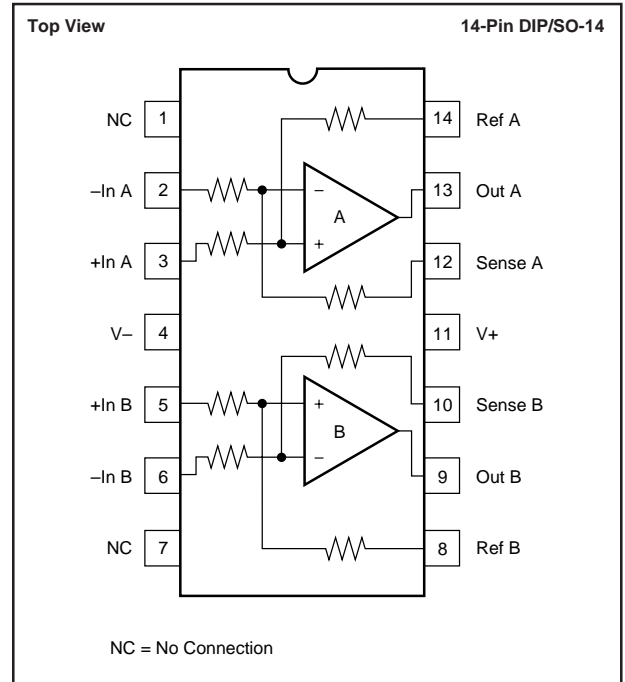 Top View 14-Pin DIP/SO-14
NC 1 14 Ref A
–In A 2 – 13 Out A
A
+In A 3 + 12 Sense A
V– 4 11 V+
+In B 5 + 10 Sense B
B
–In B 6 – 9 Out B
NC 7 8 Ref B
NC = No Connection